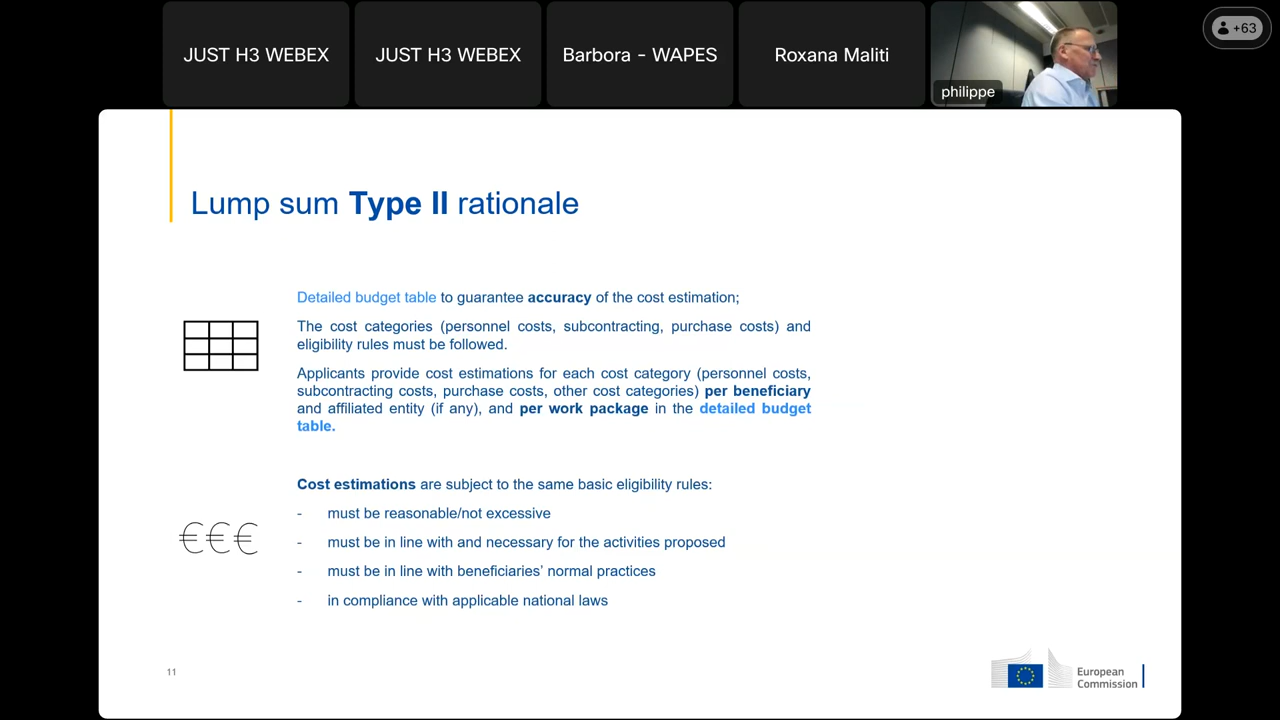 JUST H3 WEBEX
JUST H3 WEBEX
Barbora - WAPES
Roxana Maliti
philippe
+63
Lump sum Type II rationale
Detailed budget table to guarantee accuracy of the cost estimation;
The cost categories (personnel costs, subcontracting, purchase costs) and
eligibility rules must be followed.
Applicants provide cost estimations for each cost category (personnel costs,
subcontracting costs, purchase costs, other cost categories) per beneficiary
and affiliated entity (if any), and per work package in the detailed budget
table.
€€€
Cost estimations are subject to the same basic eligibility rules:
- must be reasonable/not excessive
- must be in line with and necessary for the activities proposed
- must be in line with beneficiaries’ normal practices
- in compliance with applicable national laws
11
European
Commission